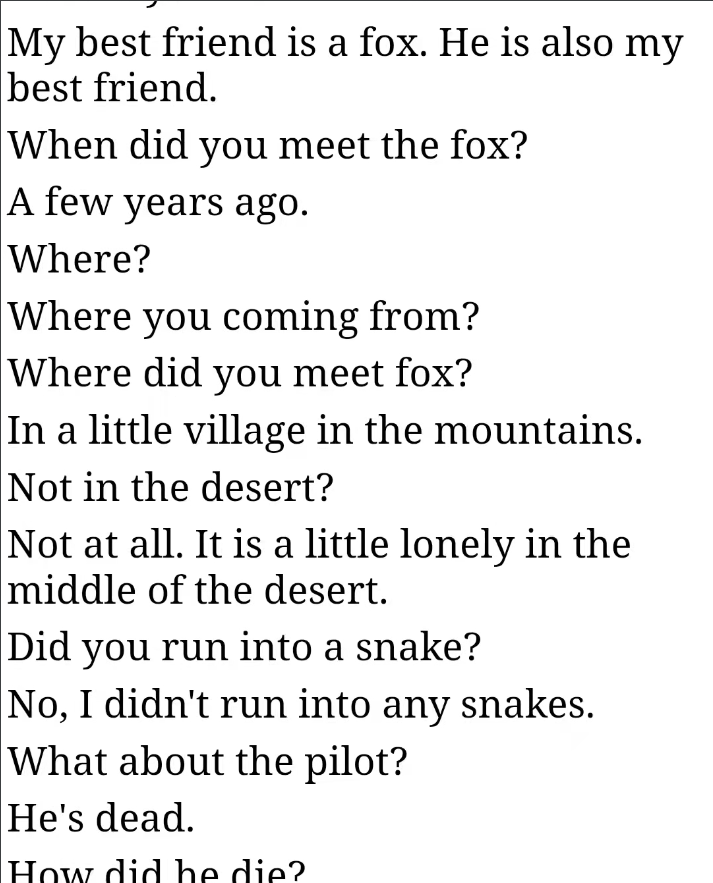 My best friend is a fox. He is also my
best friend.
When did you meet the fox?
A few years ago.
Where?
Where you coming from?
Where did you meet fox?
In a little village in the mountains.
Not in the desert?
Not at all. It is a little lonely in the
middle of the desert.
Did you run into a snake?
No, I didn't run into any snakes.
What about the pilot?
He's dead.
How did he die?